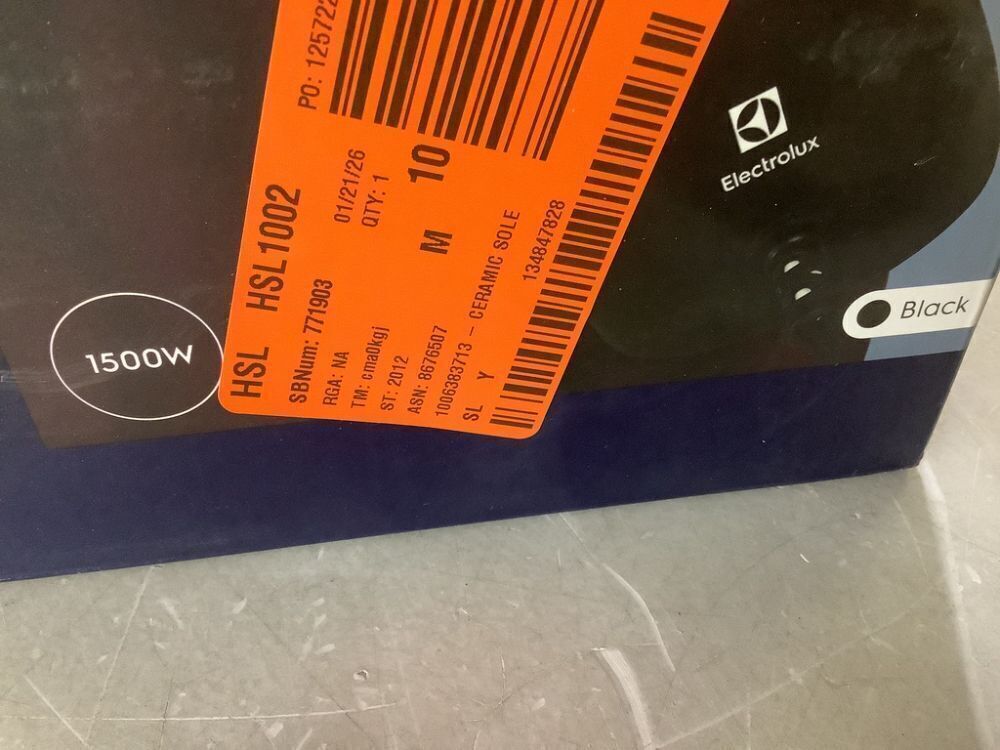 PO: 125722
01/21/26
QTY: 1
M 10
HSL HSL1002
SBNum: 771903
RGA: NA
TM: cma0kgj
ST: 2012
ASN: 8676507
1006383713 - CERAMIC SOLE
SL Y
134847828
1500W
Electrolux
Black